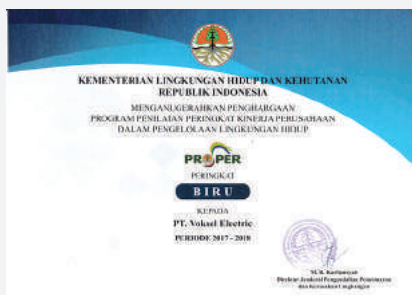 KEMENTERIAN LINGKUNGAN HIDUP DAN KEHUTANAN
REPUBLIK INDONESIA
MENGANUGERAHKAN PENGHARGAAN
PROGRAM PENILAIAN PERINGKAT KINERJA PERUSAHAAN
DALAM PENGELOLAAN LINGKUNGAN HIDUP
PROPER
PERINGKAT
BIRU
KEPADA
PT. Voksel Electric
PERIODE 2017 - 2018
M.R. Karliansyah
Direktur Jenderal Pengendalian Pencemaran
dan Kerusakan Lingkungan